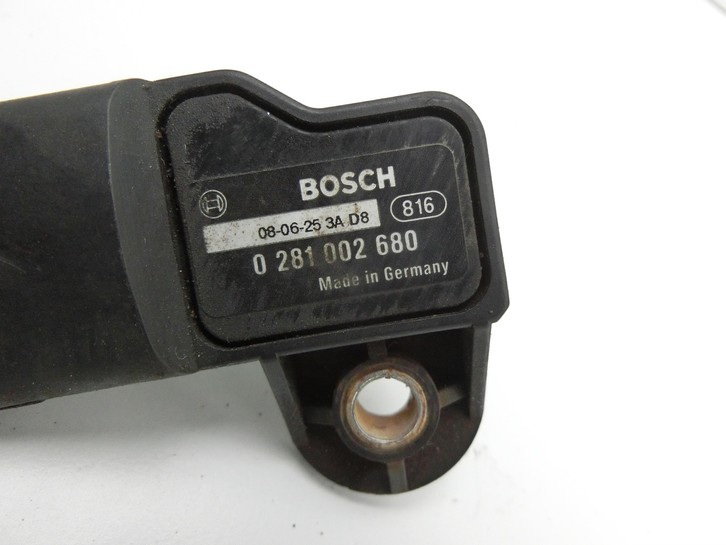 BOSCH
08-06-25 3A D8 816
0 281 002 680
Made in Germany